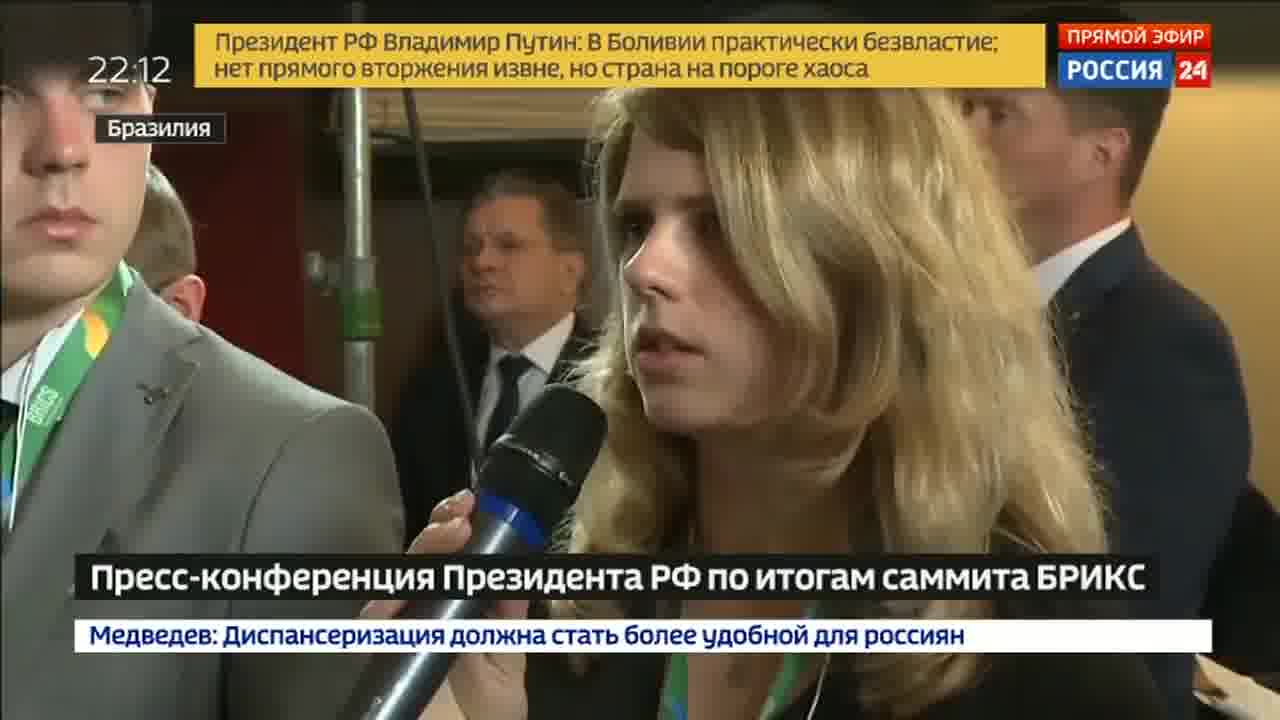 22:12
Бразилия
Президент РФ Владимир Путин: В Боливии практически безвластие;
нет прямого вторжения извне, но страна на пороге хаоса
ПРЯМОЙ ЭФИР
РОССИЯ 24
BRICS
Пресс-конференция Президента РФ по итогам саммита БРИКС
Медведев: Диспансеризация должна стать более удобной для россиян